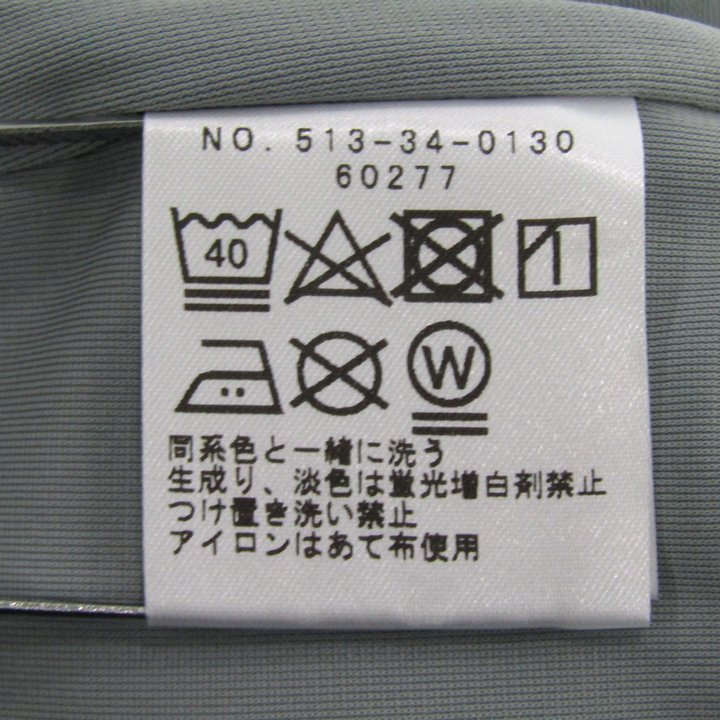 NO. 513-34-0130
60277
40
W
同系色と一緒に洗う
生成り、淡色は蛍光増白剤禁止
つけ置き洗い禁止
アイロンはあて布使用